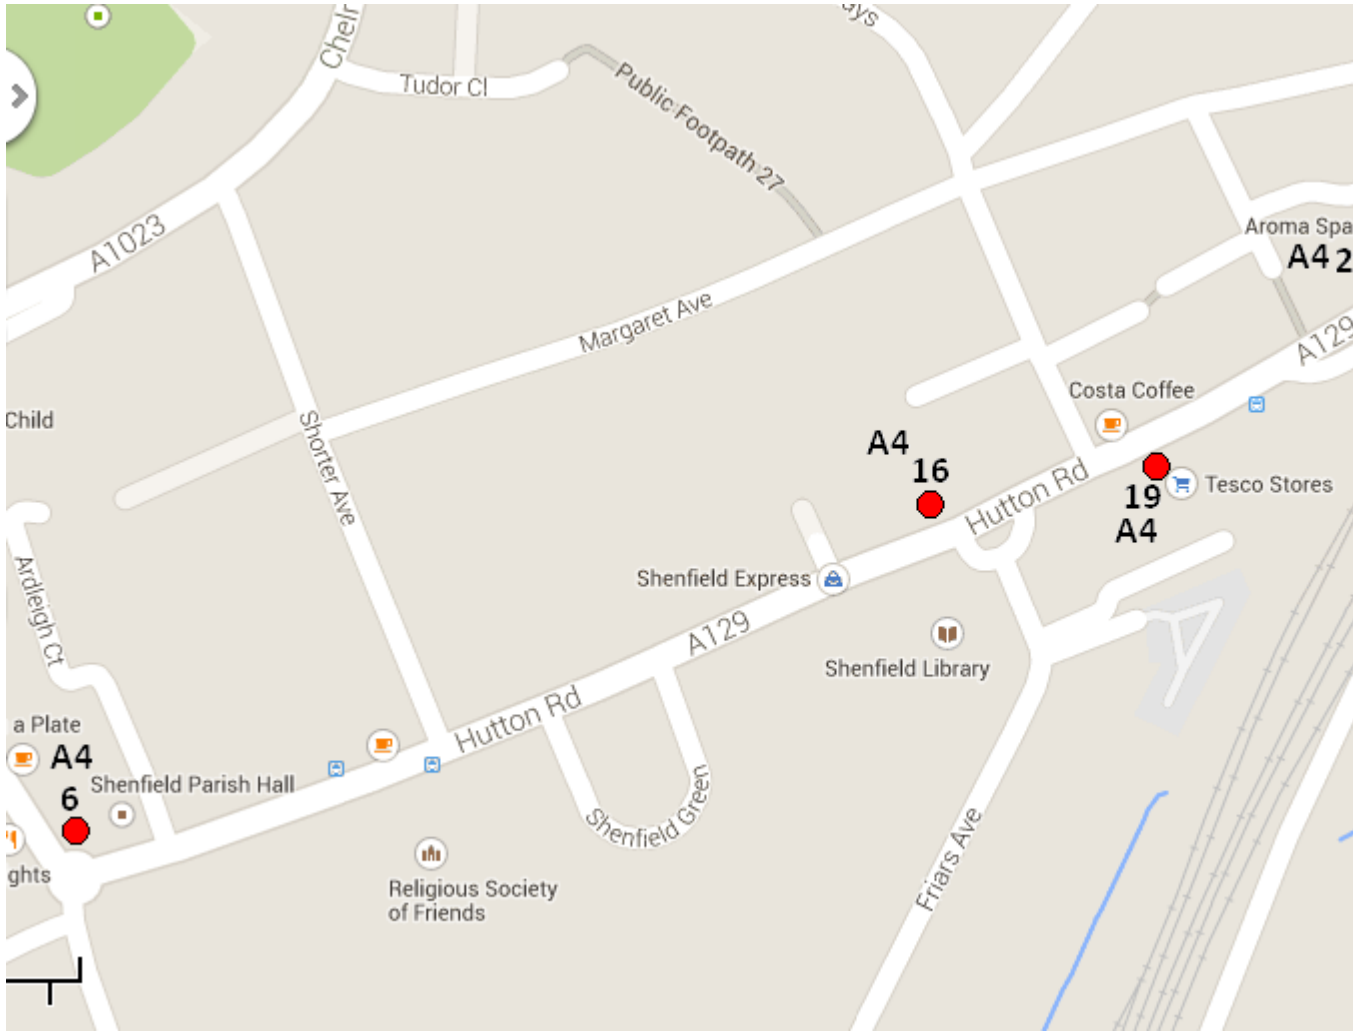 ays
Chelr
Tudor Cl
Public Footpath 27
A1023
Aroma Spa
A4 2
Margaret Ave
A129
Child
Costa Coffee
Shorter Ave
A4
16
Hutton Rd
Tesco Stores
19
A4
Ardleigh Ct
Shenfield Express
A129
Shenfield Library
Hutton Rd
a Plate
A4
Shenfield Parish Hall
6
Shenfield Green
Friars Ave
ghts
Religious Society
of Friends